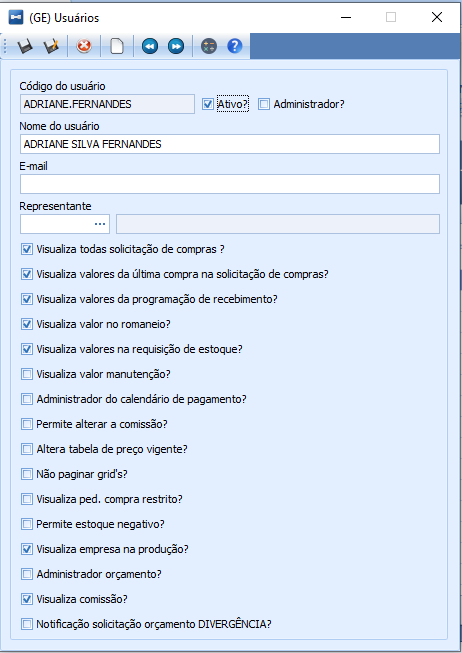 (GE) Usuários
Código do usuário
ADRIANE.FERNANDES
Ativo?
Administrador?
Nome do usuário
ADRIANE SILVA FERNANDES
E-mail
Representante
...
Visualiza todas solicitação de compras ?
Visualiza valores da última compra na solicitação de compras?
Visualiza valores da programação de recebimento?
Visualiza valor no romaneio?
Visualiza valores na requisição de estoque?
Visualiza valor manutenção?
Administrador do calendário de pagamento?
Permite alterar a comissão?
Altera tabela de preço vigente?
Não paginar grid's?
Visualiza ped. compra restrito?
Permite estoque negativo?
Visualiza empresa na produção?
Administrador orçamento?
Visualiza comissão?
Notificação solicitação orçamento DIVERGÊNCIA?